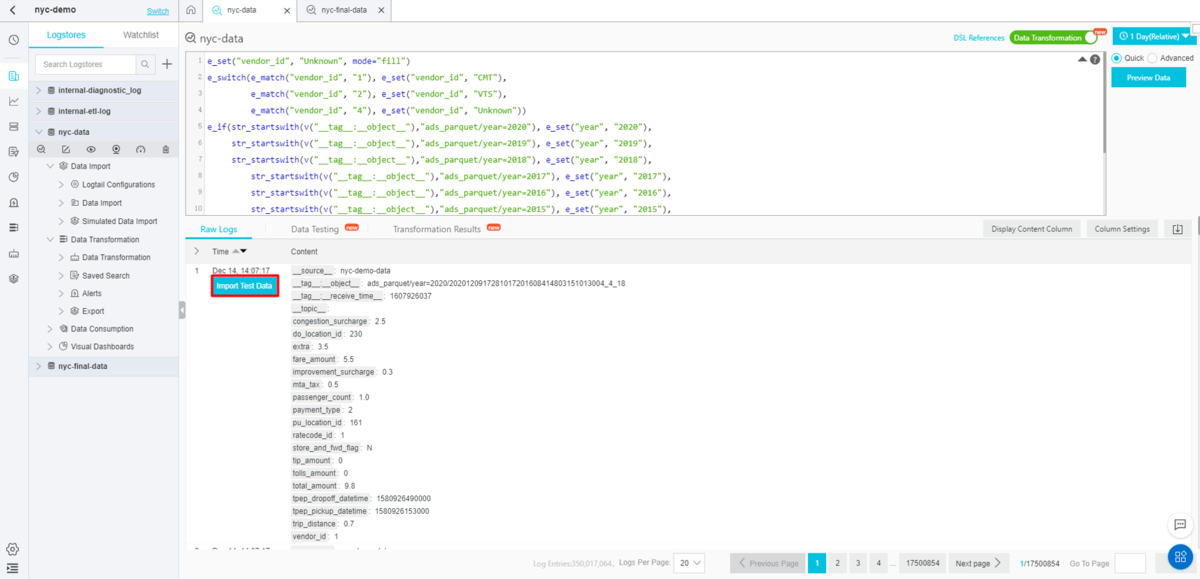 nyc-demo
Switch
nyc-data
nyc-final-data
Logstores
Watchlist
Search Logstores
internal-diagnostic_log
internal-etl-log
nyc-data
Data Import
Logtail Configurations
Data Import
Simulated Data Import
Data Transformation
Data Transformation
Saved Search
Alerts
Export
Data Consumption
Visual Dashboards
nyc-final-data
nyc-data
DSL References
Data Transformation
new
1 Day(Relative)
Quick
Advanced
Preview Data
1 e_set("vendor_id", "Unknown", mode="fill")
2 e_switch(e_match("vendor_id", "1"), e_set("vendor_id", "CMT"),
3 e_match("vendor_id", "2"), e_set("vendor_id", "VTS"),
4 e_match("vendor_id", "4"), e_set("vendor_id", "Unknown"))
5 e_if(str_startswith(v("__tag__:__object__"),"ads_parquet/year=2020"), e_set("year", "2020"),
6 str_startswith(v("__tag__:__object__"),"ads_parquet/year=2019"), e_set("year", "2019"),
7 str_startswith(v("__tag__:__object__"),"ads_parquet/year=2018"), e_set("year", "2018"),
8 str_startswith(v("__tag__:__object__"),"ads_parquet/year=2017"), e_set("year", "2017"),
9 str_startswith(v("__tag__:__object__"),"ads_parquet/year=2016"), e_set("year", "2016"),
10 str_startswith(v("__tag__:__object__"),"ads_parquet/year=2015"), e_set("year", "2015"),
Raw Logs
Data Testing
new
Transformation Results
new
Display Content Column
Column Settings
Time
Content
1 Dec 14, 14:07:17
Import Test Data
__source__: nyc-demo-data
__tag__:__object__: ads_parquet/year=2020/20201209172810172016084148031510130​04_4_18
__tag__:__receive_time__: 1607926037
__topic__:
congestion_surcharge: 2.5
do_location_id: 230
extra: 3.5
fare_amount: 5.5
improvement_surcharge: 0.3
mta_tax: 0.5
passenger_count: 1.0
payment_type: 2
pu_location_id: 161
ratecode_id: 1
store_and_fwd_flag: N
tip_amount: 0
tolls_amount: 0
total_amount: 9.8
tpep_dropoff_datetime: 1580926490000
tpep_pickup_datetime: 1580926153000
trip_distance: 0.7
vendor_id: 1
Log Entries:350,017,064,
Logs Per Page:
20
Previous Page
1
2
3
4
...
17500854
Next page
1/17500854
Go To Page